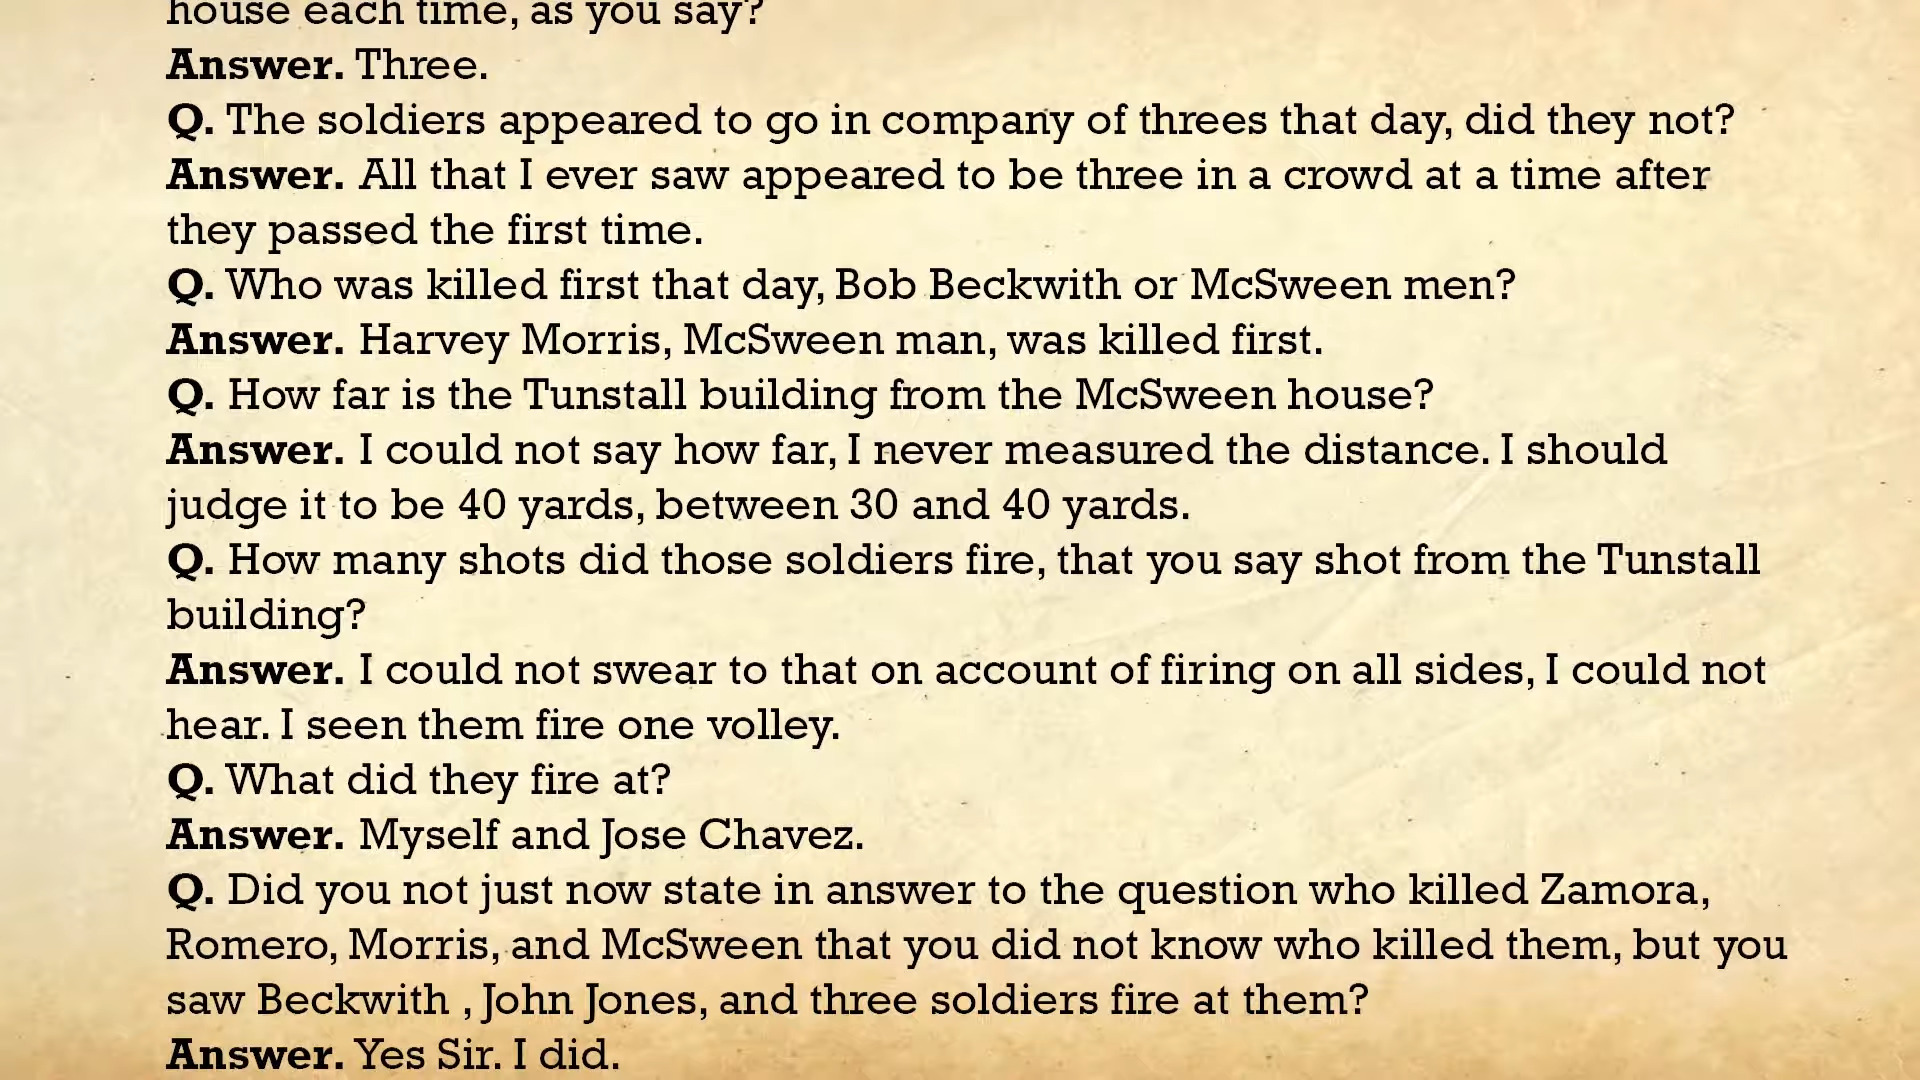 house each time, as you say?
Answer. Three.
Q. The soldiers appeared to go in company of threes that day, did they not?
Answer. All that I ever saw appeared to be three in a crowd at a time after
they passed the first time.
Q. Who was killed first that day, Bob Beckwith or McSween men?
Answer. Harvey Morris, McSween man, was killed first.
Q. How far is the Tunstall building from the McSween house?
Answer. I could not say how far, I never measured the distance. I should
judge it to be 40 yards, between 30 and 40 yards.
Q. How many shots did those soldiers fire, that you say shot from the Tunstall
building?
Answer. I could not swear to that on account of firing on all sides, I could not
hear. I seen them fire one volley.
Q. What did they fire at?
Answer. Myself and Jose Chavez.
Q. Did you not just now state in answer to the question who killed Zamora,
Romero, Morris, and McSween that you did not know who killed them, but you
saw Beckwith , John Jones, and three soldiers fire at them?
Answer. Yes Sir. I did.